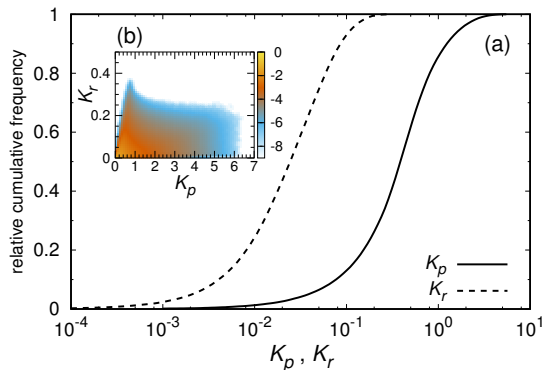 1
0.8
0.6
0.4
0.2
0
relative cumulative frequency
10^-4
10^-3
10^-2
10^-1
10^0
10^1
K_p , K_r
(a)
K_p
K_r
(b)
0.4
0.2
0
K_r
0 1 2 3 4 5 6 7
K_p
0
-2
-4
-6
-8